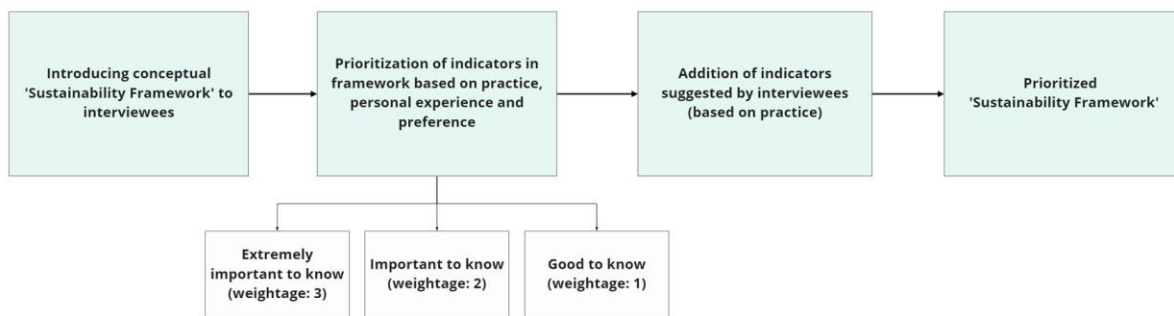 Introducing conceptual
'Sustainability Framework' to
interviewees
Prioritization of indicators in
framework based on practice,
personal experience and
preference
Addition of indicators
suggested by interviewees
(based on practice)
Prioritized
'Sustainability Framework'
Extremely
important to know
(weightage: 3)
Important to know
(weightage: 2)
Good to know
(weightage: 1)